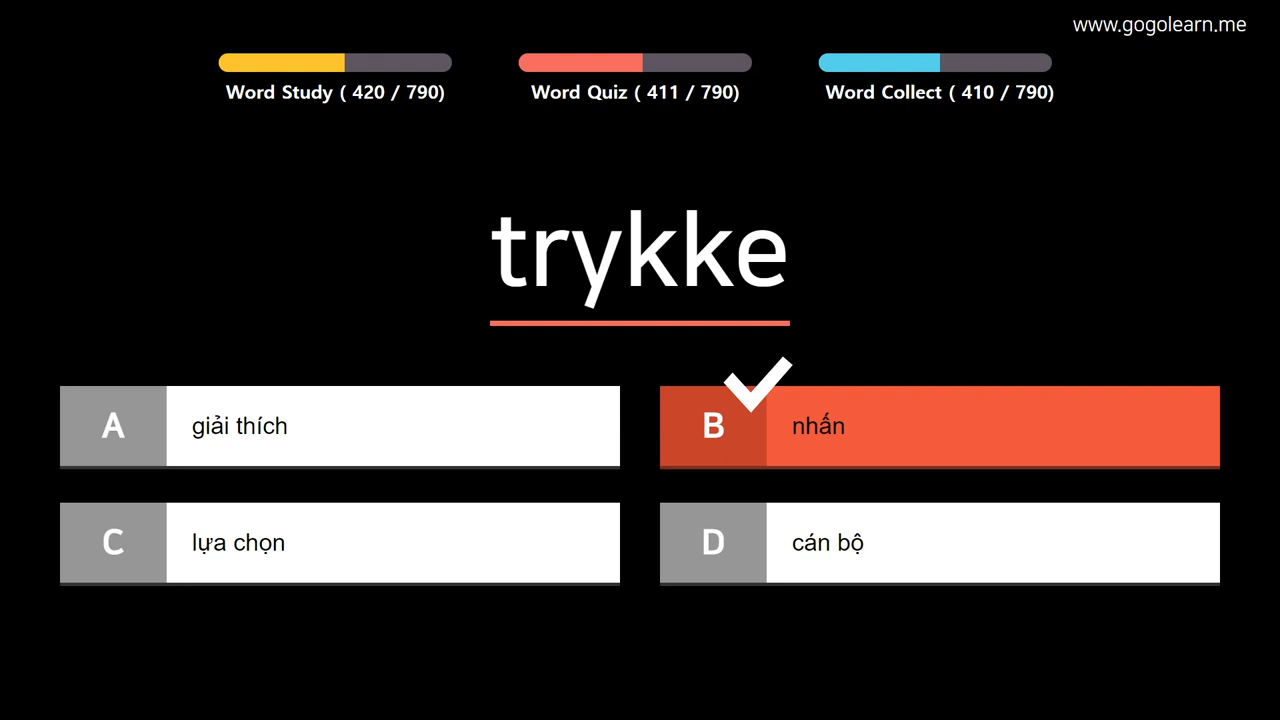 www.gogolearn.me
Word Study ( 420 / 790)
Word Quiz ( 411 / 790)
Word Collect ( 410 / 790)
trykke
A
giải thích
B
nhấn
C
lựa chọn
D
cán bộ